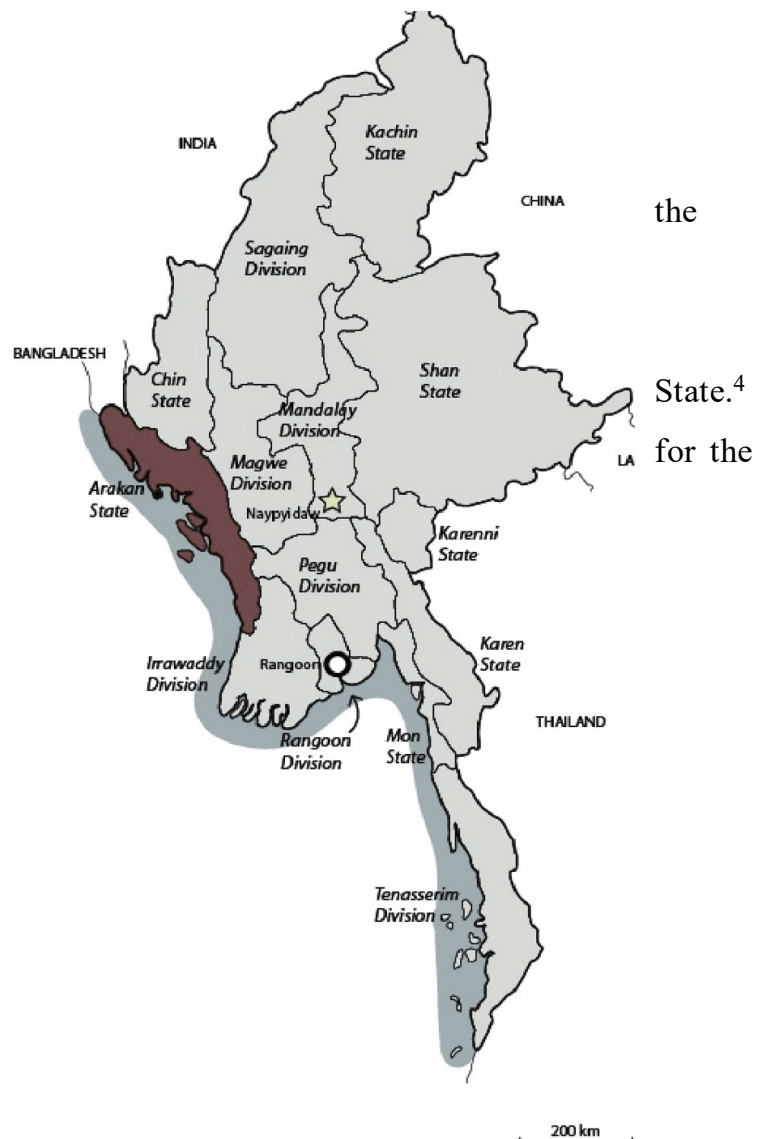 Kachin
State
INDIA
CHINA
the
Sagaing
Division
BANGLADESH
Chin
State
Shan
State
State.4
Mandalay
Division
for the
LA
Magwe
Division
Arakan
State
Naypyidaw
Karenni
State
Pegu
Division
Karen
State
Irrawaddy
Division
Rangoon
THAILAND
Rangoon
Division
Mon
State
Tenasserim
Division
200 km